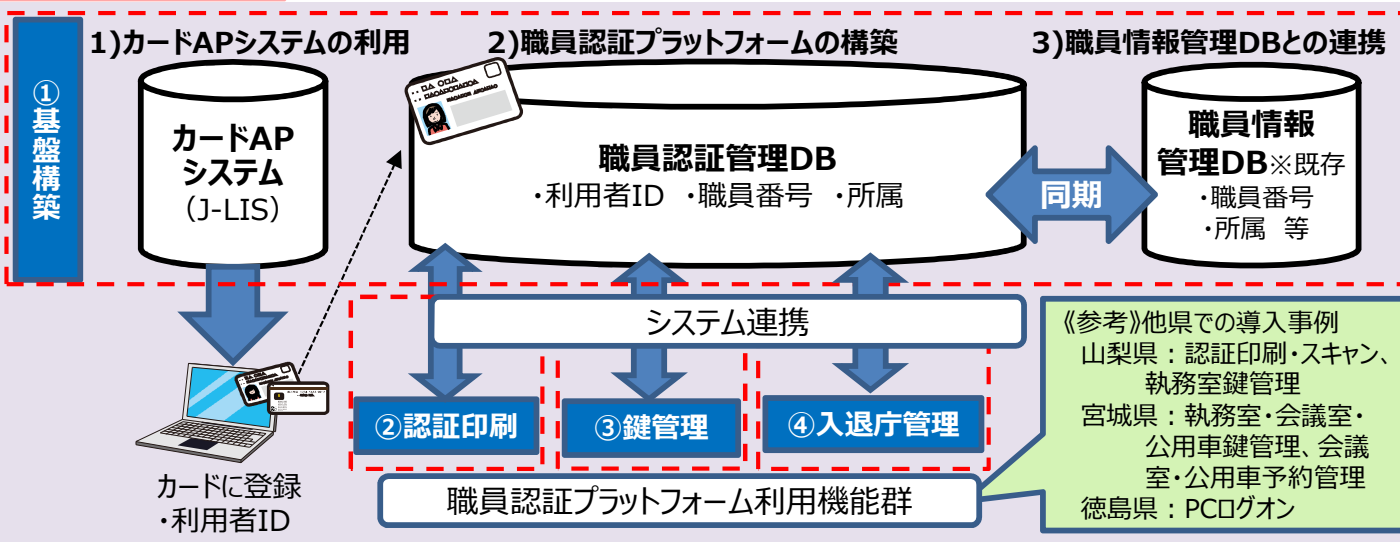 1)カードAPシステムの利用
2)職員認証プラットフォームの構築
3)職員情報管理DBとの連携
①基盤構築
カードAP
システム
（J-LIS）
職員認証管理DB
・利用者ID ・職員番号 ・所属
同期
職員情報
管理DB※既存
・職員番号
・所属 等
システム連携
②認証印刷
③鍵管理
④入退庁管理
職員認証プラットフォーム利用機能群
カードに登録
・利用者ID
《参考》他県での導入事例
山梨県：認証印刷・スキャン、
執務室鍵管理
宮城県：執務室・会議室・
公用車鍵管理、会議
室・公用車予約管理
徳島県：PCログオン